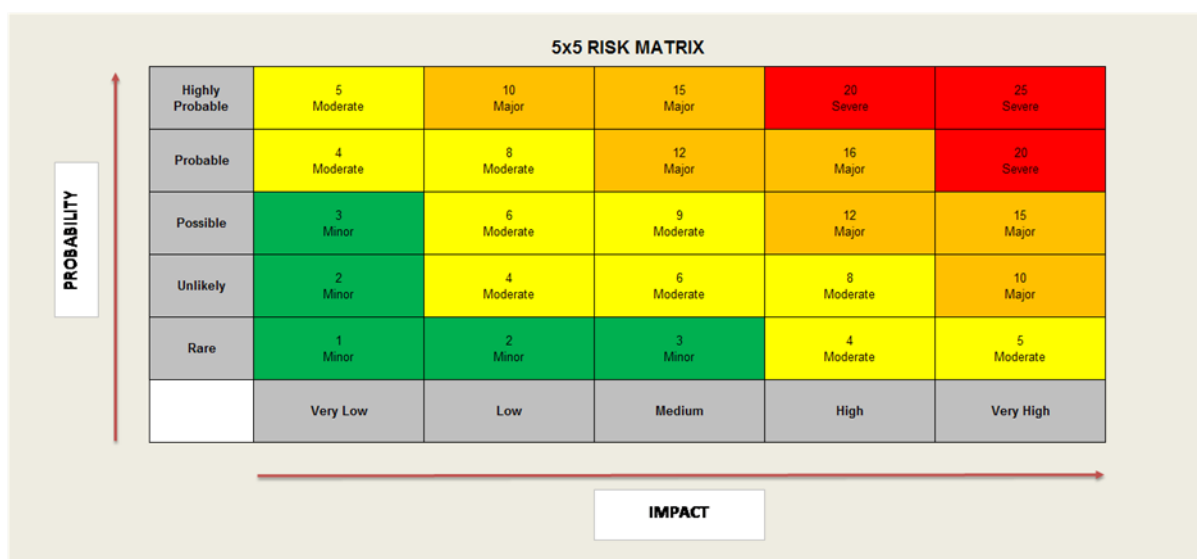 5x5 RISK MATRIX
Highly
Probable
5
Moderate
10
Major
15
Major
20
Severe
25
Severe
Probable
4
Moderate
8
Moderate
12
Major
16
Major
20
Severe
Possible
3
Minor
6
Moderate
9
Moderate
12
Major
15
Major
Unlikely
2
Minor
4
Moderate
6
Moderate
8
Moderate
10
Major
Rare
1
Minor
2
Minor
3
Minor
4
Moderate
5
Moderate
Very Low
Low
Medium
High
Very High
PROBABILITY
IMPACT